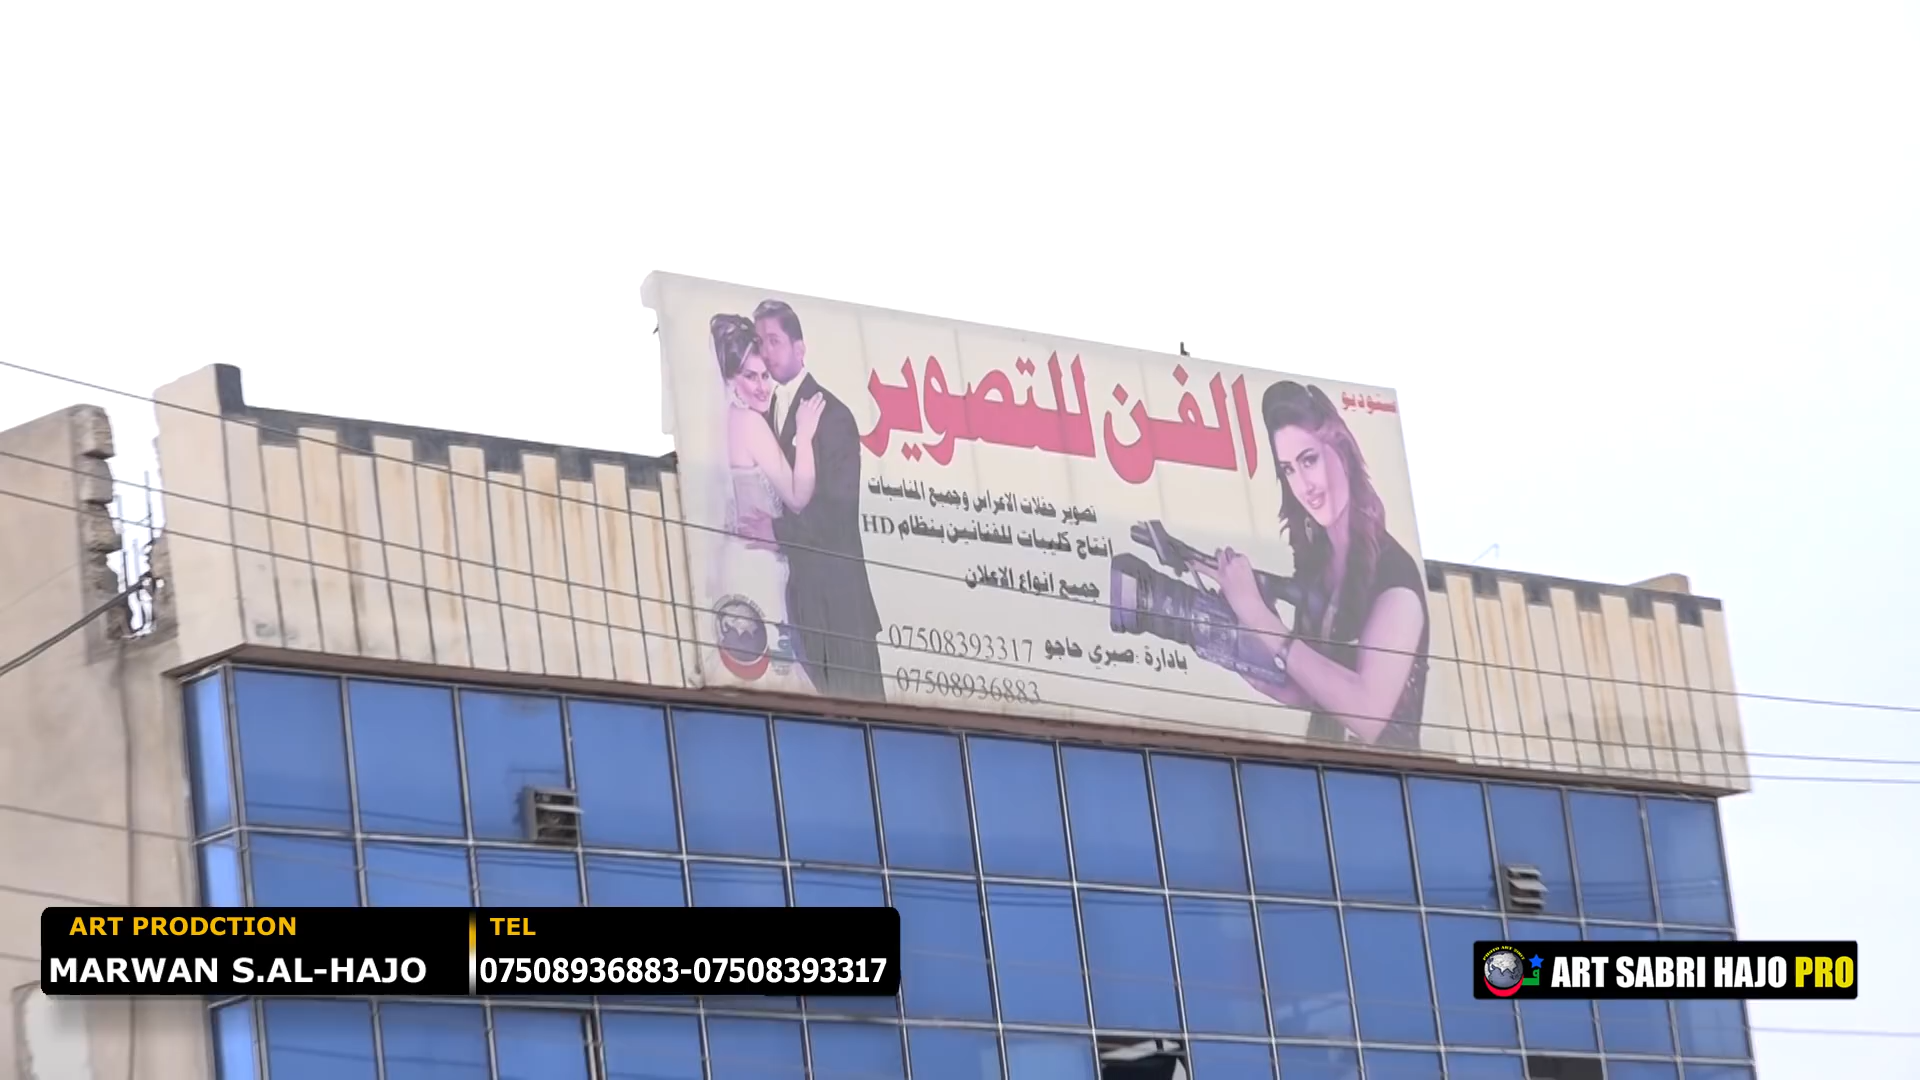 ستوديو
الفن للتصوير
تصوير حفلات الاعراس وجميع المناسبات
انتاج كليبات للفنانين بنظام HD
جميع انواع الاعلان
بادارة : صبري حاجو 07508393317
07508936883
ART PRODCTION
TEL
MARWAN S.AL-HAJO
07508936883-07508393317
ART SABRI HAJO PRO